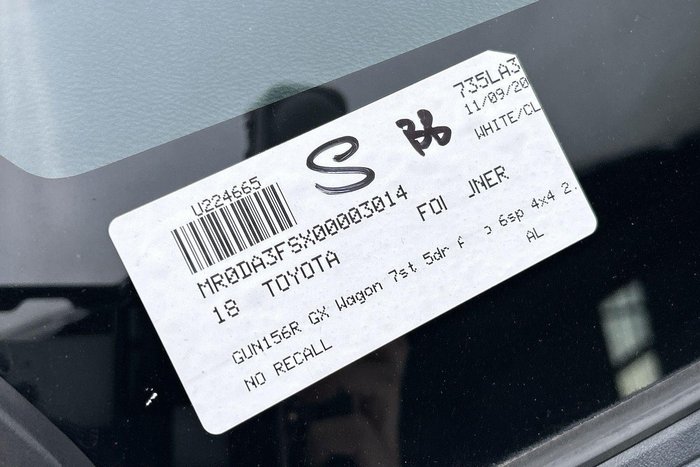 U224665
S
Bb
735LA3
11/09/20
WHITE/CL
MR0DA3FSX00003014
18 TOYOTA
GUN156R GX Wagon 7st 5dr 6sp 4x4 2.
AL
NO RECALL